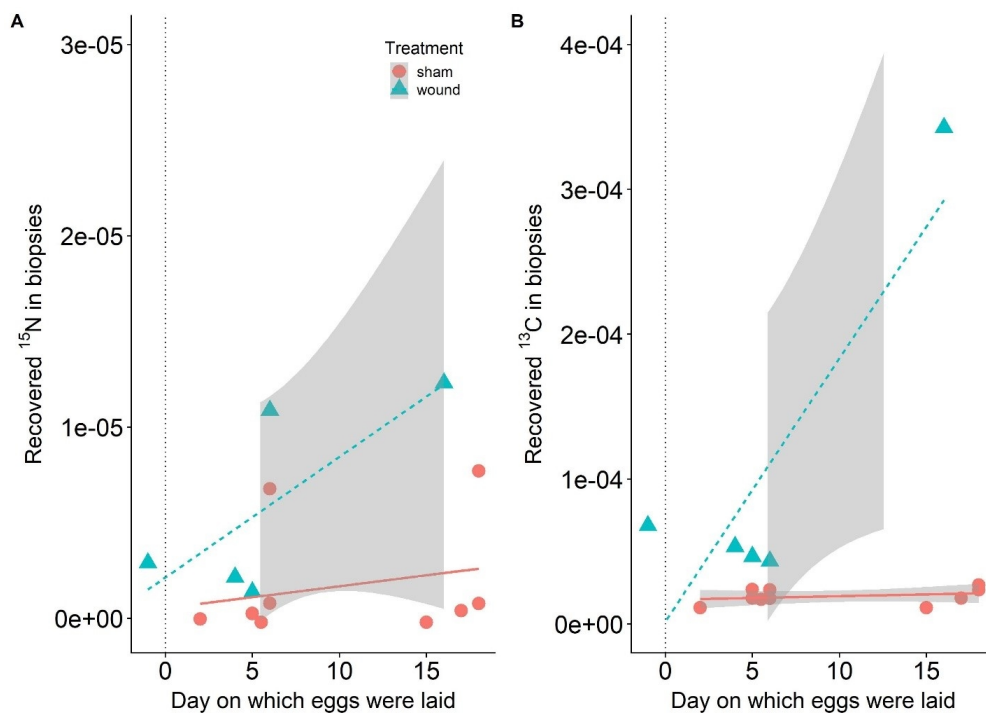 A
3e-05
2e-05
1e-05
0e+00
Recovered ¹⁵N in biopsies
Treatment
sham
wound
0 5 10 15
Day on which eggs were laid
B
4e-04
3e-04
2e-04
1e-04
0e+00
Recovered ¹³C in biopsies
0 5 10 15
Day on which eggs were laid